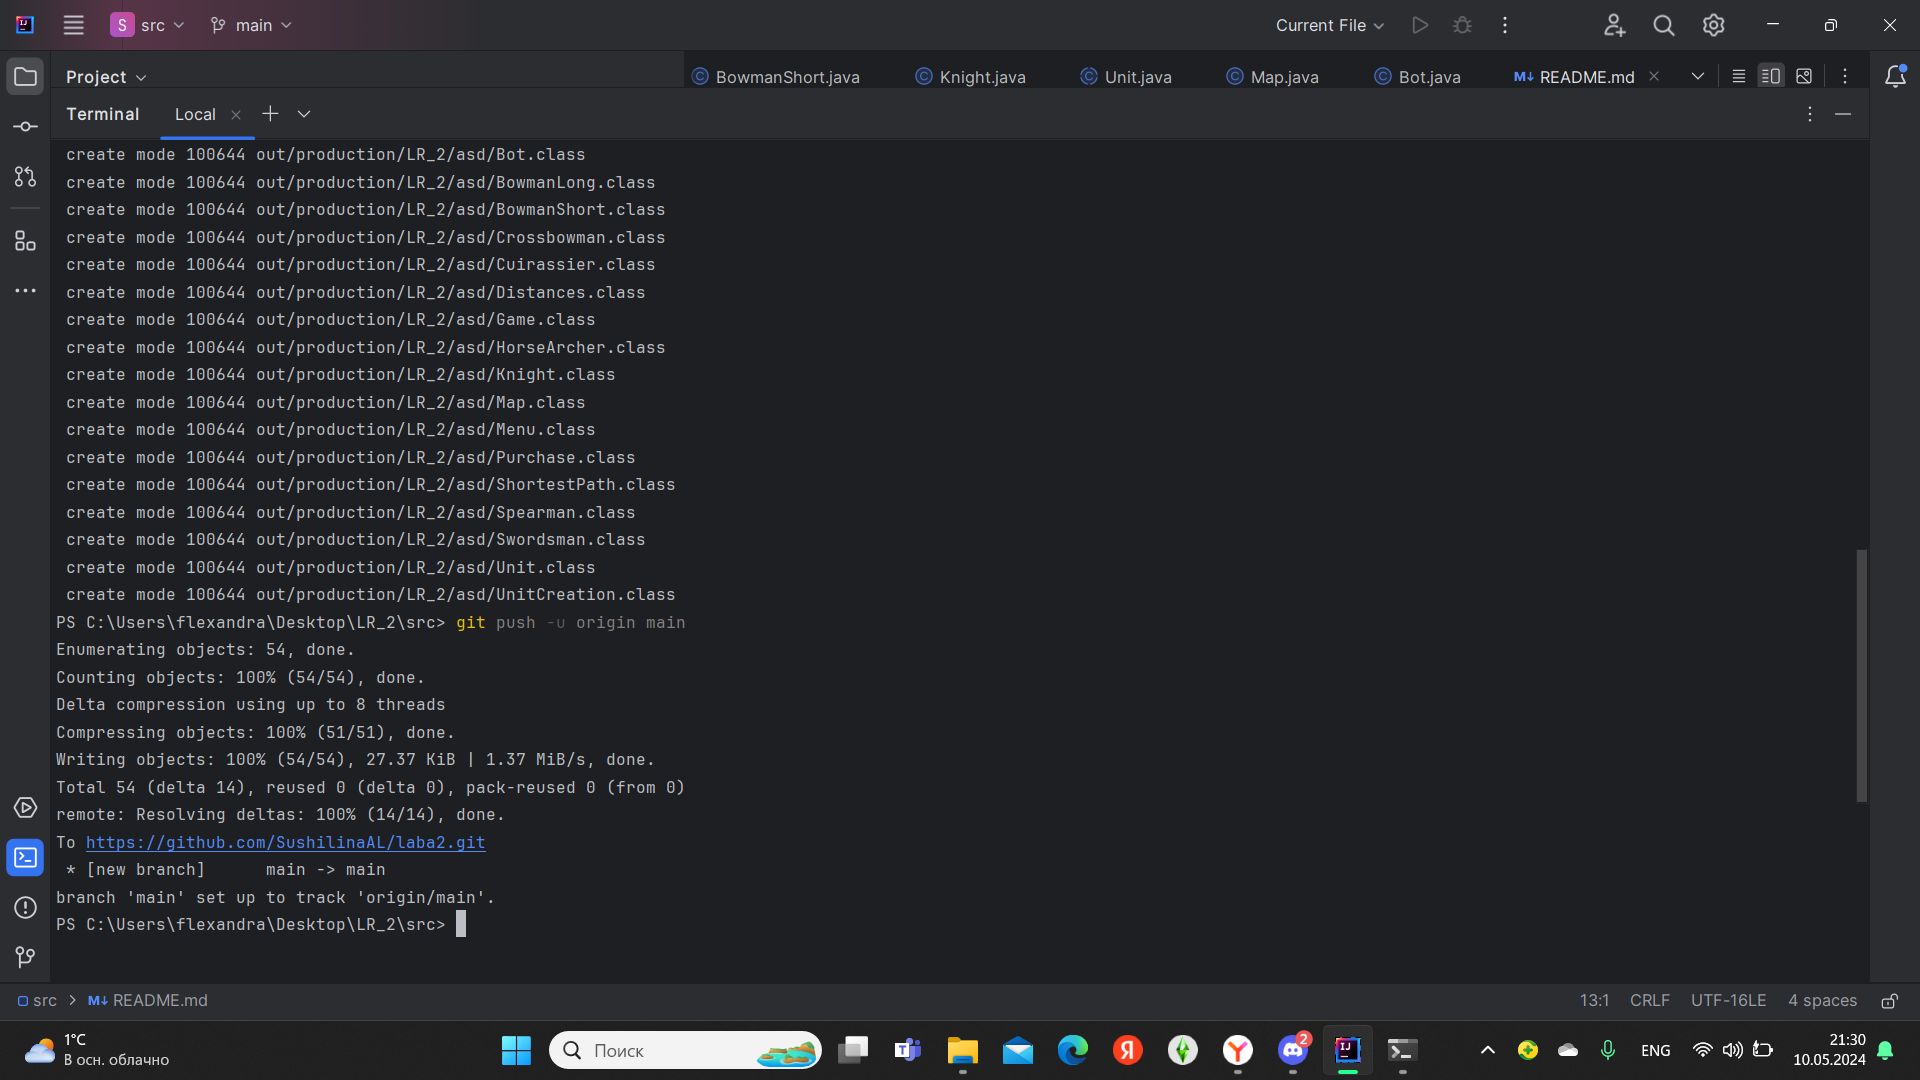 S src main Current File
Project BowmanShort.java Knight.java Unit.java Map.java Bot.java M↓ README.md
Terminal Local
create mode 100644 out/production/LR_2/asd/Bot.class
create mode 100644 out/production/LR_2/asd/BowmanLong.class
create mode 100644 out/production/LR_2/asd/BowmanShort.class
create mode 100644 out/production/LR_2/asd/Crossbowman.class
create mode 100644 out/production/LR_2/asd/Cuirassier.class
create mode 100644 out/production/LR_2/asd/Distances.class
create mode 100644 out/production/LR_2/asd/Game.class
create mode 100644 out/production/LR_2/asd/HorseArcher.class
create mode 100644 out/production/LR_2/asd/Knight.class
create mode 100644 out/production/LR_2/asd/Map.class
create mode 100644 out/production/LR_2/asd/Menu.class
create mode 100644 out/production/LR_2/asd/Purchase.class
create mode 100644 out/production/LR_2/asd/ShortestPath.class
create mode 100644 out/production/LR_2/asd/Spearman.class
create mode 100644 out/production/LR_2/asd/Swordsman.class
create mode 100644 out/production/LR_2/asd/Unit.class
create mode 100644 out/production/LR_2/asd/UnitCreation.class
PS C:\Users\flexandra\Desktop\LR_2\src> git push -u origin main
Enumerating objects: 54, done.
Counting objects: 100% (54/54), done.
Delta compression using up to 8 threads
Compressing objects: 100% (51/51), done.
Writing objects: 100% (54/54), 27.37 KiB | 1.37 MiB/s, done.
Total 54 (delta 14), reused 0 (delta 0), pack-reused 0 (from 0)
remote: Resolving deltas: 100% (14/14), done.
To https://github.com/SushilinaAL/laba2.git
* [new branch] main -> main
branch 'main' set up to track 'origin/main'.
PS C:\Users\flexandra\Desktop\LR_2\src>
src > M↓ README.md 13:1 CRLF UTF-16LE 4 spaces
1°C
В осн. облачно
Поиск
2
ENG
21:30
10.05.2024